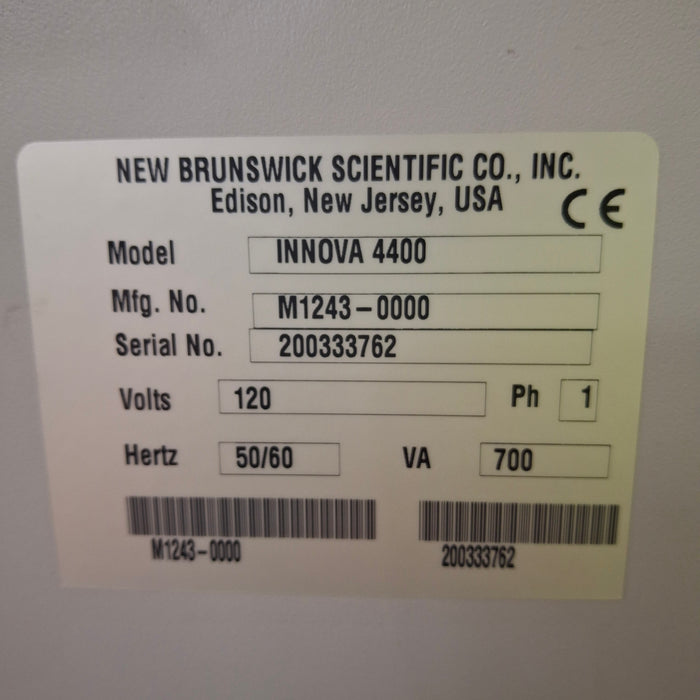 NEW BRUNSWICK SCIENTIFIC CO., INC.
Edison, New Jersey, USA CE
Model INNOVA 4400
Mfg. No. M1243-0000
Serial No. 200333762
Volts 120 Ph 1
Hertz 50/60 VA 700
M1243-0000 200333762